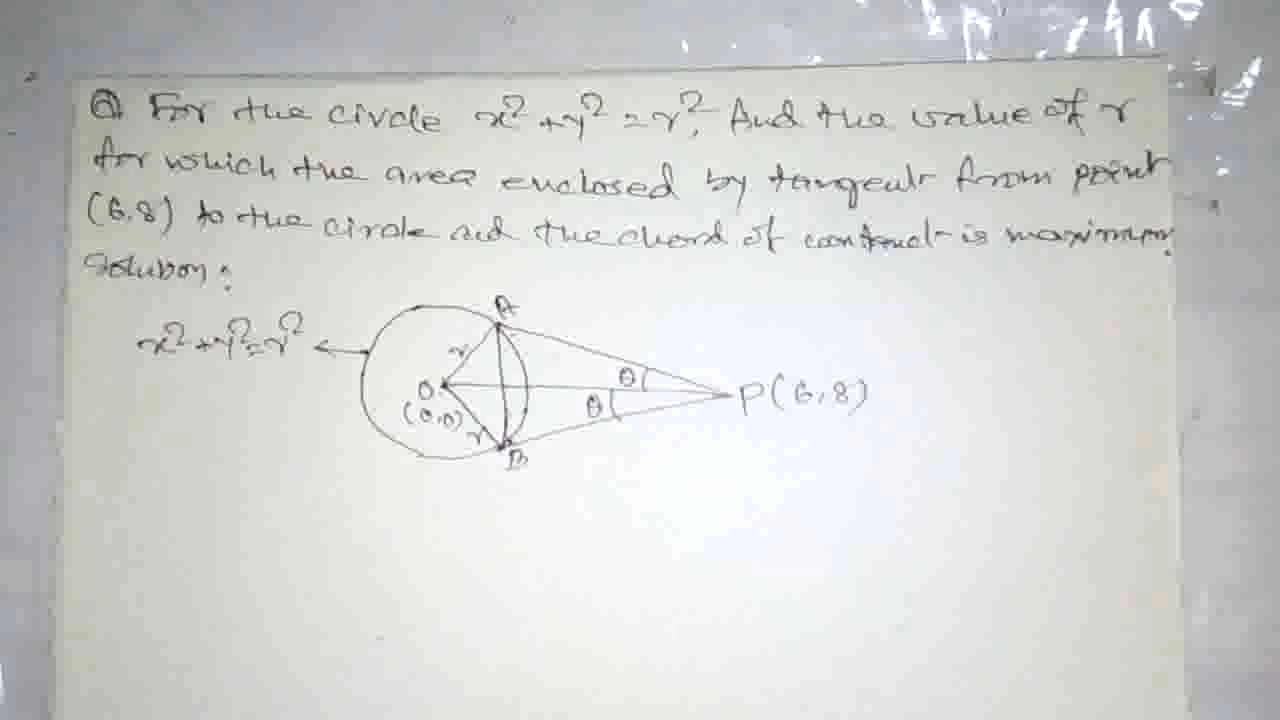 Q For the circle x²+y²=r², find the value of r
for which the area enclosed by tangent from point
(6,8) to the circle and the chord of contact is maximum.
Solution:
x²+y²=r²
A
r
θ
O
P(6,8)
θ
(0,0)
r
B